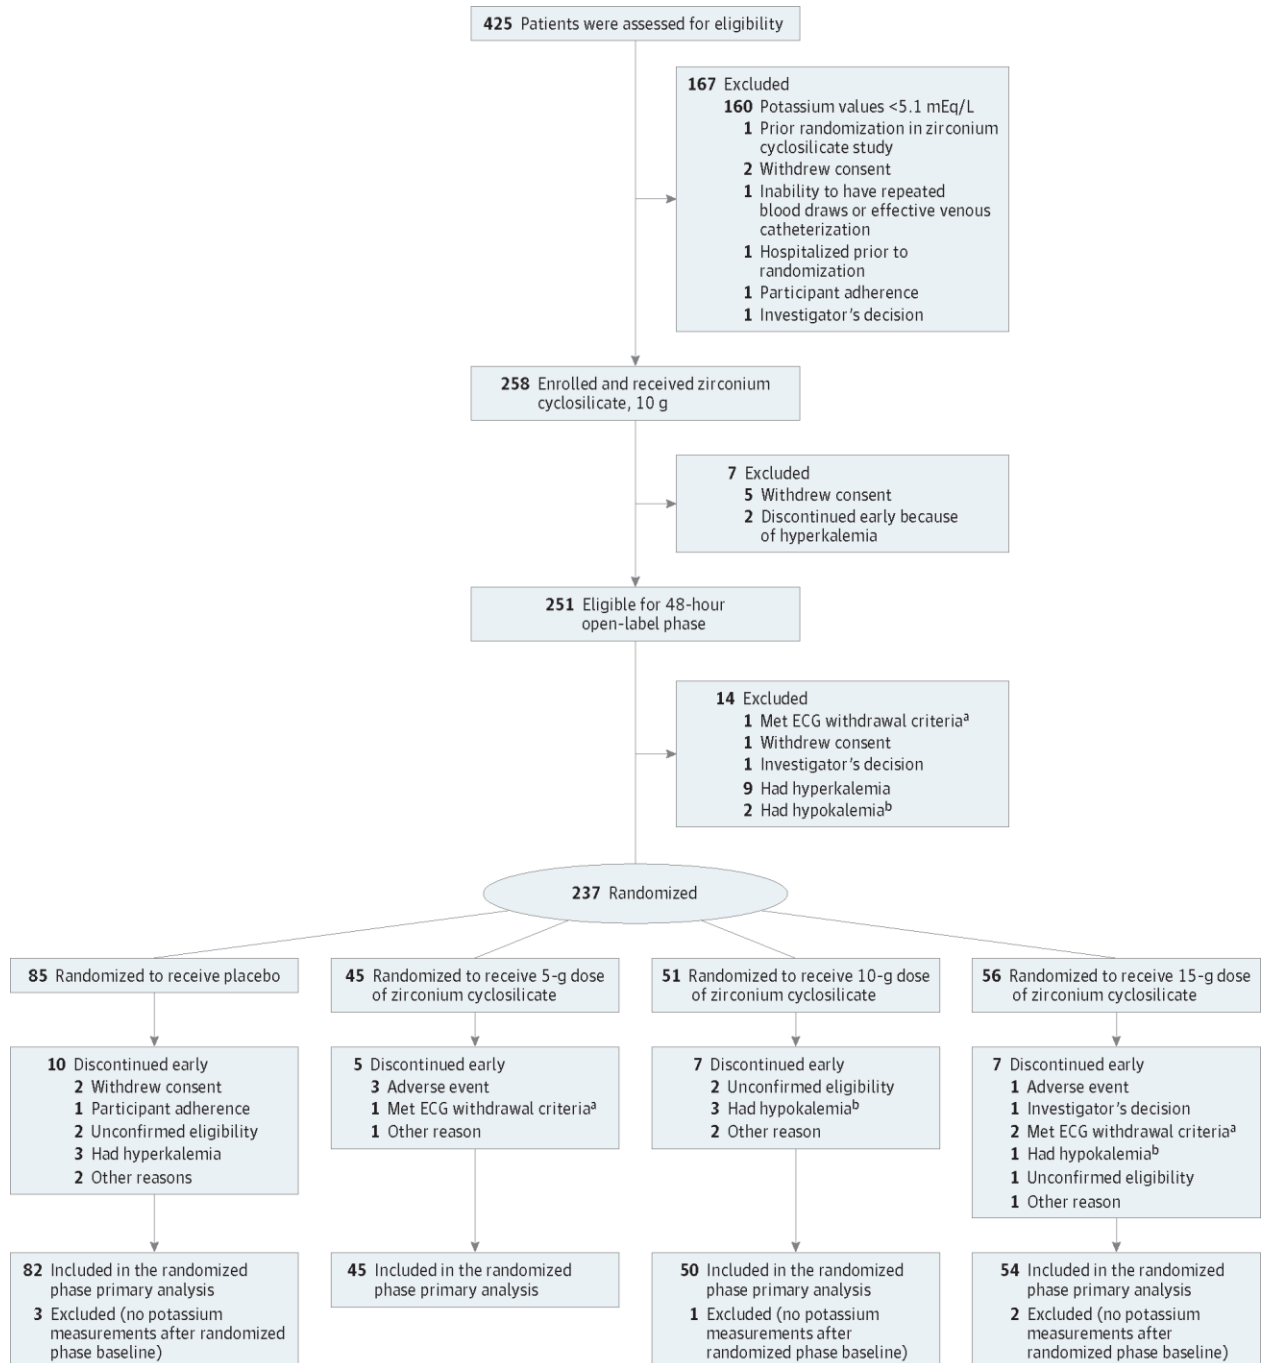 425 Patients were assessed for eligibility
167 Excluded
160 Potassium values <5.1 mEq/L
1 Prior randomization in zirconium
cyclosilicate study
2 Withdrew consent
1 Inability to have repeated
blood draws or effective venous
catheterization
1 Hospitalized prior to
randomization
1 Participant adherence
1 Investigator's decision
258 Enrolled and received zirconium
cyclosilicate, 10 g
7 Excluded
5 Withdrew consent
2 Discontinued early because
of hyperkalemia
251 Eligible for 48-hour
open-label phase
14 Excluded
1 Met ECG withdrawal criteriaᵃ
1 Withdrew consent
1 Investigator's decision
9 Had hyperkalemia
2 Had hypokalemiaᵇ
237 Randomized
85 Randomized to receive placebo
45 Randomized to receive 5-g dose
of zirconium cyclosilicate
51 Randomized to receive 10-g dose
of zirconium cyclosilicate
56 Randomized to receive 15-g dose
of zirconium cyclosilicate
10 Discontinued early
2 Withdrew consent
1 Participant adherence
2 Unconfirmed eligibility
3 Had hyperkalemia
2 Other reasons
5 Discontinued early
3 Adverse event
1 Met ECG withdrawal criteriaᵃ
1 Other reason
7 Discontinued early
2 Unconfirmed eligibility
3 Had hypokalemiaᵇ
2 Other reason
7 Discontinued early
1 Adverse event
1 Investigator's decision
2 Met ECG withdrawal criteriaᵃ
1 Had hypokalemiaᵇ
1 Unconfirmed eligibility
1 Other reason
82 Included in the randomized
phase primary analysis
3 Excluded (no potassium
measurements after randomized
phase baseline)
45 Included in the randomized
phase primary analysis
50 Included in the randomized
phase primary analysis
1 Excluded (no potassium
measurements after
randomized phase baseline)
54 Included in the randomized
phase primary analysis
2 Excluded (no potassium
measurements after
randomized phase baseline)